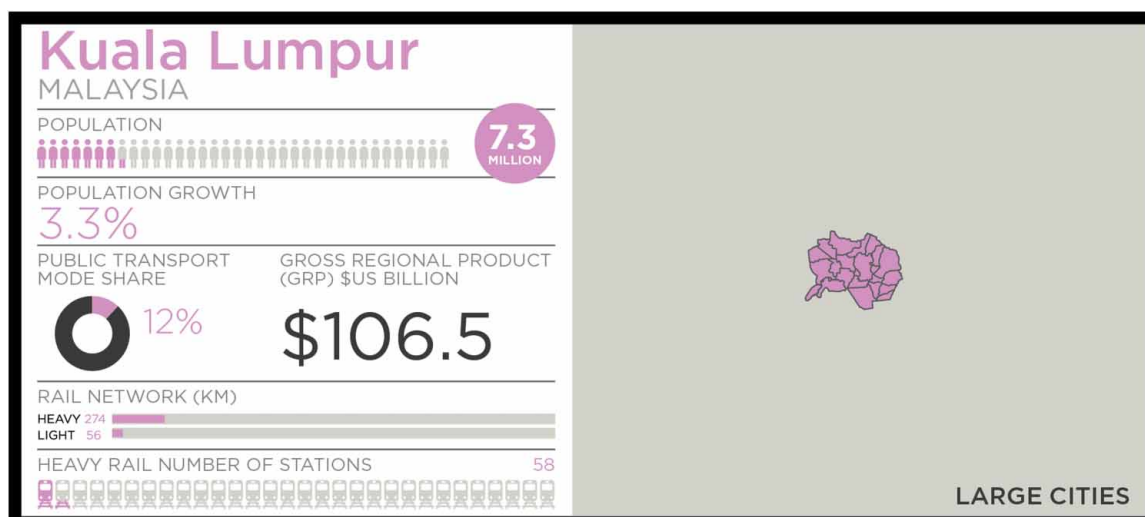 Kuala Lumpur
MALAYSIA
POPULATION
7.3
MILLION
POPULATION GROWTH
3.3%
PUBLIC TRANSPORT
MODE SHARE
12%
GROSS REGIONAL PRODUCT
(GRP) $US BILLION
$106.5
RAIL NETWORK (KM)
HEAVY 274
LIGHT 56
HEAVY RAIL NUMBER OF STATIONS 58
LARGE CITIES